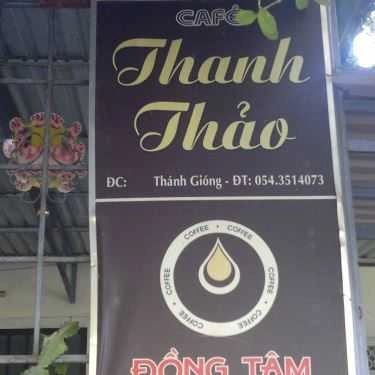 CAFÉ
Thanh
Thảo
ĐC: Thánh Gióng - ĐT: 054.3514073
COFFEE • COFFEE • COFFEE • COFFEE • COFFEE • COFFEE •
ĐỒNG TÂM